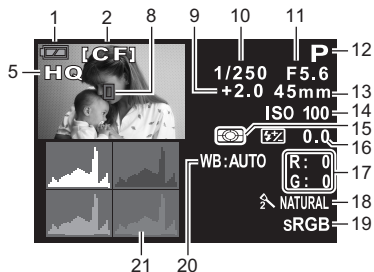 1 2 8 10 11
[CF] P 12
5 HQ 9 1/250 F5.6
+2.0 45mm 13
ISO 100 14
15
0.0 16
WB:AUTO R: 0 17
G: 0
NATURAL 18
sRGB 19
21 20